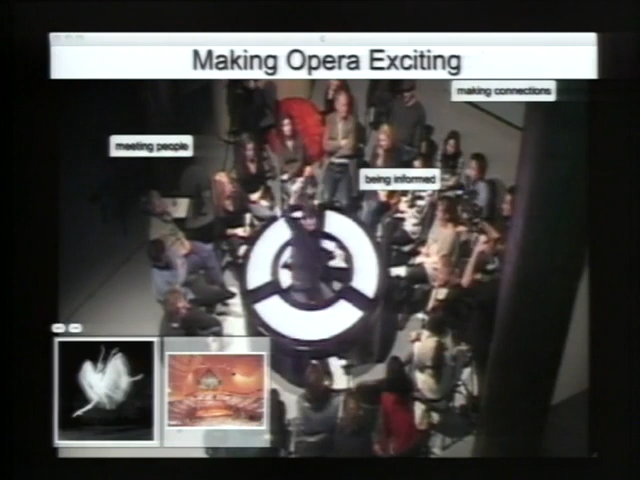 Making Opera Exciting
making connections
meeting people
being informed